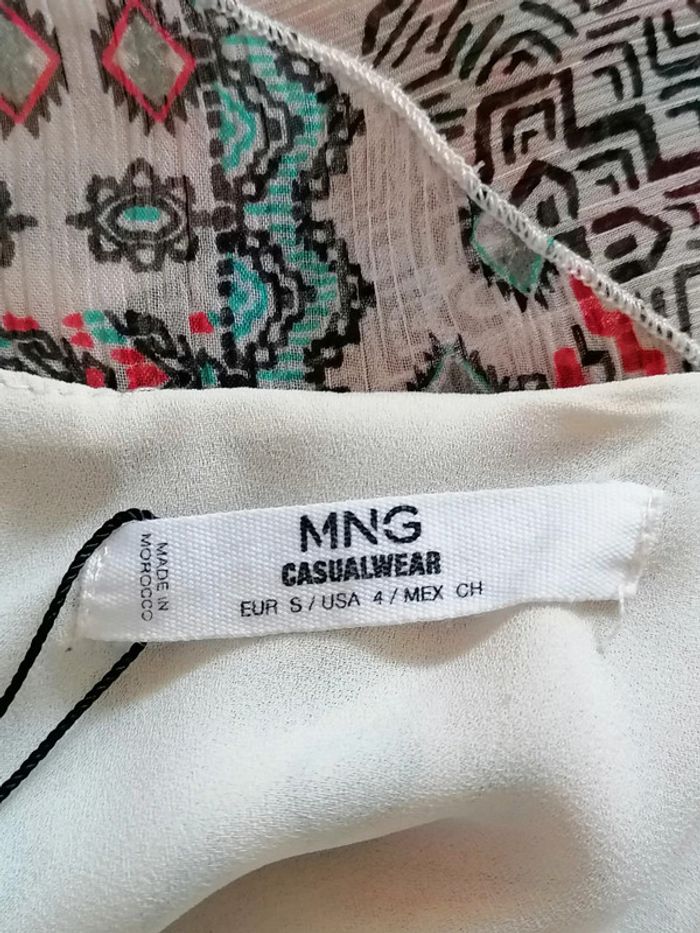 MNG
CASUALWEAR
EUR S / USA 4 / MEX CH
MADE IN
MOROCCO